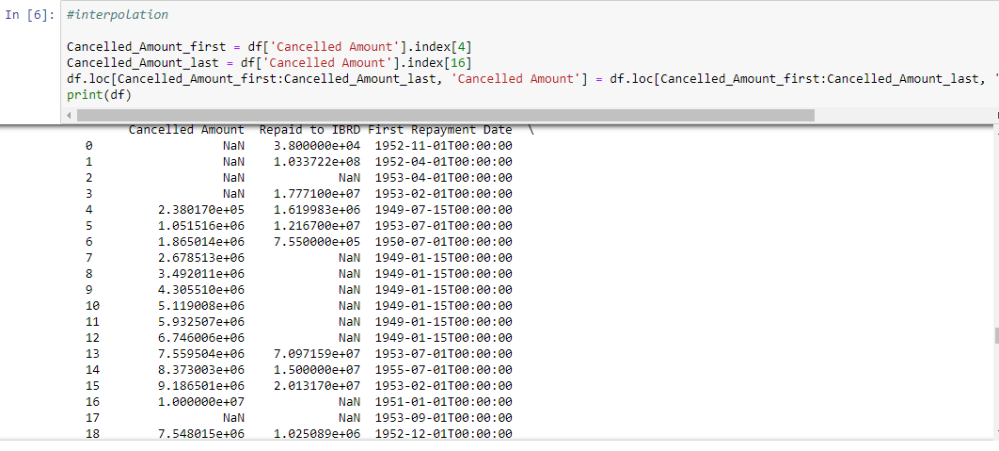 In [6]: #interpolation
Cancelled_Amount_first = df['Cancelled Amount'].index[4]
Cancelled_Amount_last = df['Cancelled Amount'].index[16]
df.loc[Cancelled_Amount_first:Cancelled_Amount_last, 'Cancelled Amount'] = df.loc[Cancelled_Amount_first:Cancelled_Amount_last, '
print(df)
Cancelled Amount Repaid to IBRD First Repayment Date \
0 NaN 3.800000e+04 1952-11-01T00:00:00
1 NaN 1.033722e+08 1952-04-01T00:00:00
2 NaN NaN 1953-04-01T00:00:00
3 NaN 1.777100e+07 1953-02-01T00:00:00
4 2.380170e+05 1.619983e+06 1949-07-15T00:00:00
5 1.051516e+06 1.216700e+07 1953-07-01T00:00:00
6 1.865014e+06 7.550000e+05 1950-07-01T00:00:00
7 2.678513e+06 NaN 1949-01-15T00:00:00
8 3.492011e+06 NaN 1949-01-15T00:00:00
9 4.305510e+06 NaN 1949-01-15T00:00:00
10 5.119008e+06 NaN 1949-01-15T00:00:00
11 5.932507e+06 NaN 1949-01-15T00:00:00
12 6.746006e+06 NaN 1949-01-15T00:00:00
13 7.559504e+06 7.097159e+07 1953-07-01T00:00:00
14 8.373003e+06 1.500000e+07 1955-07-01T00:00:00
15 9.186501e+06 2.013170e+07 1953-02-01T00:00:00
16 1.000000e+07 NaN 1951-01-01T00:00:00
17 NaN NaN 1953-09-01T00:00:00
18 7.548015e+06 1.025089e+06 1952-12-01T00:00:00